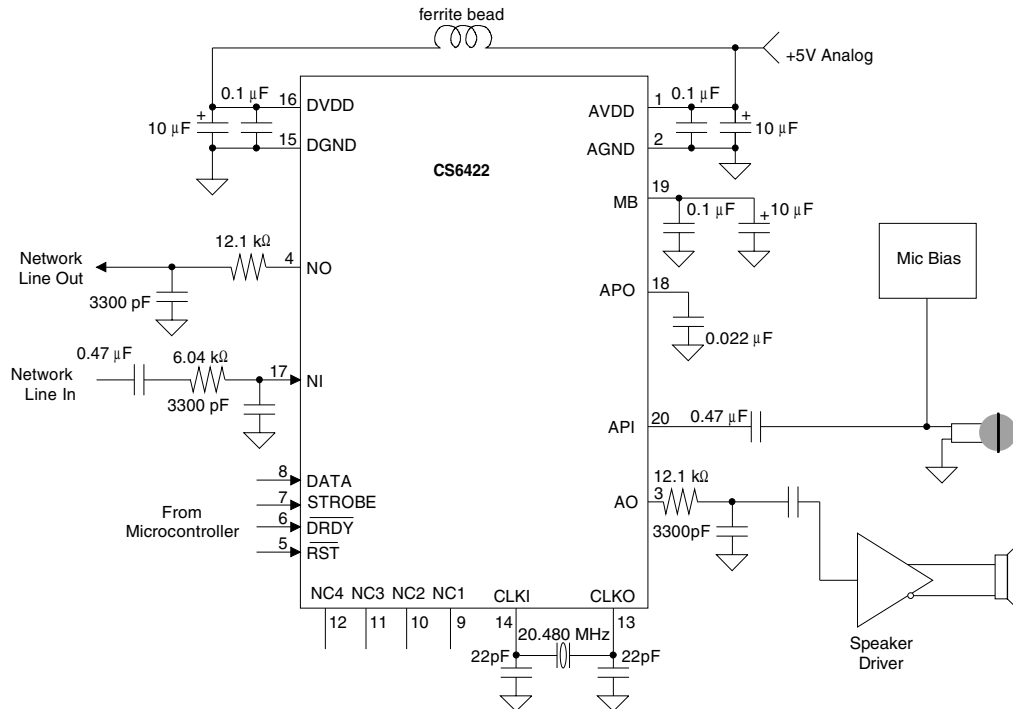 ferrite bead
+5V Analog
0.1 μF
16
DVDD
+
10 μF
15
DGND
AVDD
1
0.1 μF
+
10 μF
AGND
2
CS6422
MB
19
0.1 μF
+
10 μF
Mic Bias
Network
Line Out
12.1 kΩ
4
NO
3300 pF
APO
18
0.022 μF
Network
Line In
0.47 μF
6.04 kΩ
17
NI
3300 pF
API
20
0.47 μF
From
Microcontroller
8
DATA
7
STROBE
6
DRDY
5
RST
AO
3
12.1 kΩ
3300pF
Speaker
Driver
NC4
NC3
NC2
NC1
CLKI
CLKO
12
11
10
9
14
20.480 MHz
13
22pF
22pF